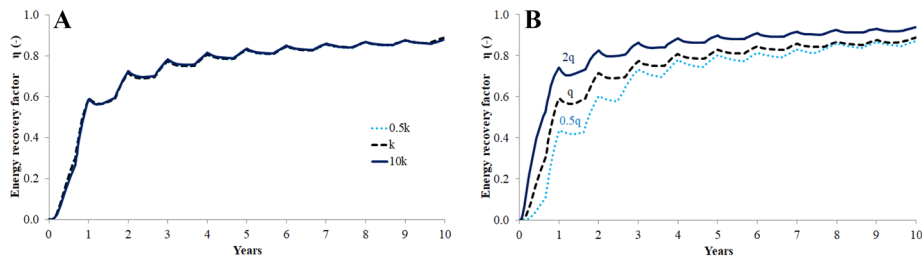 A
Energy recovery factor η (-)
1.0
0.8
0.6
0.4
0.2
0.0
0.5k
k
10k
0 1 2 3 4 5 6 7 8 9 10
Years
B
Energy recovery factor η (-)
1.0
0.8
0.6
0.4
0.2
0.0
2q
q
0.5q
0 1 2 3 4 5 6 7 8 9 10
Years